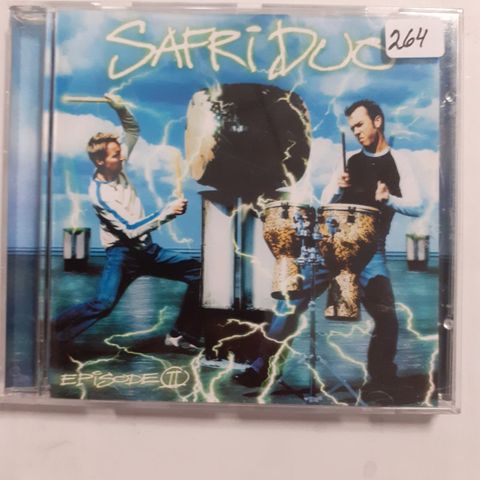 SAFRi DUO
264
EPiSODE II